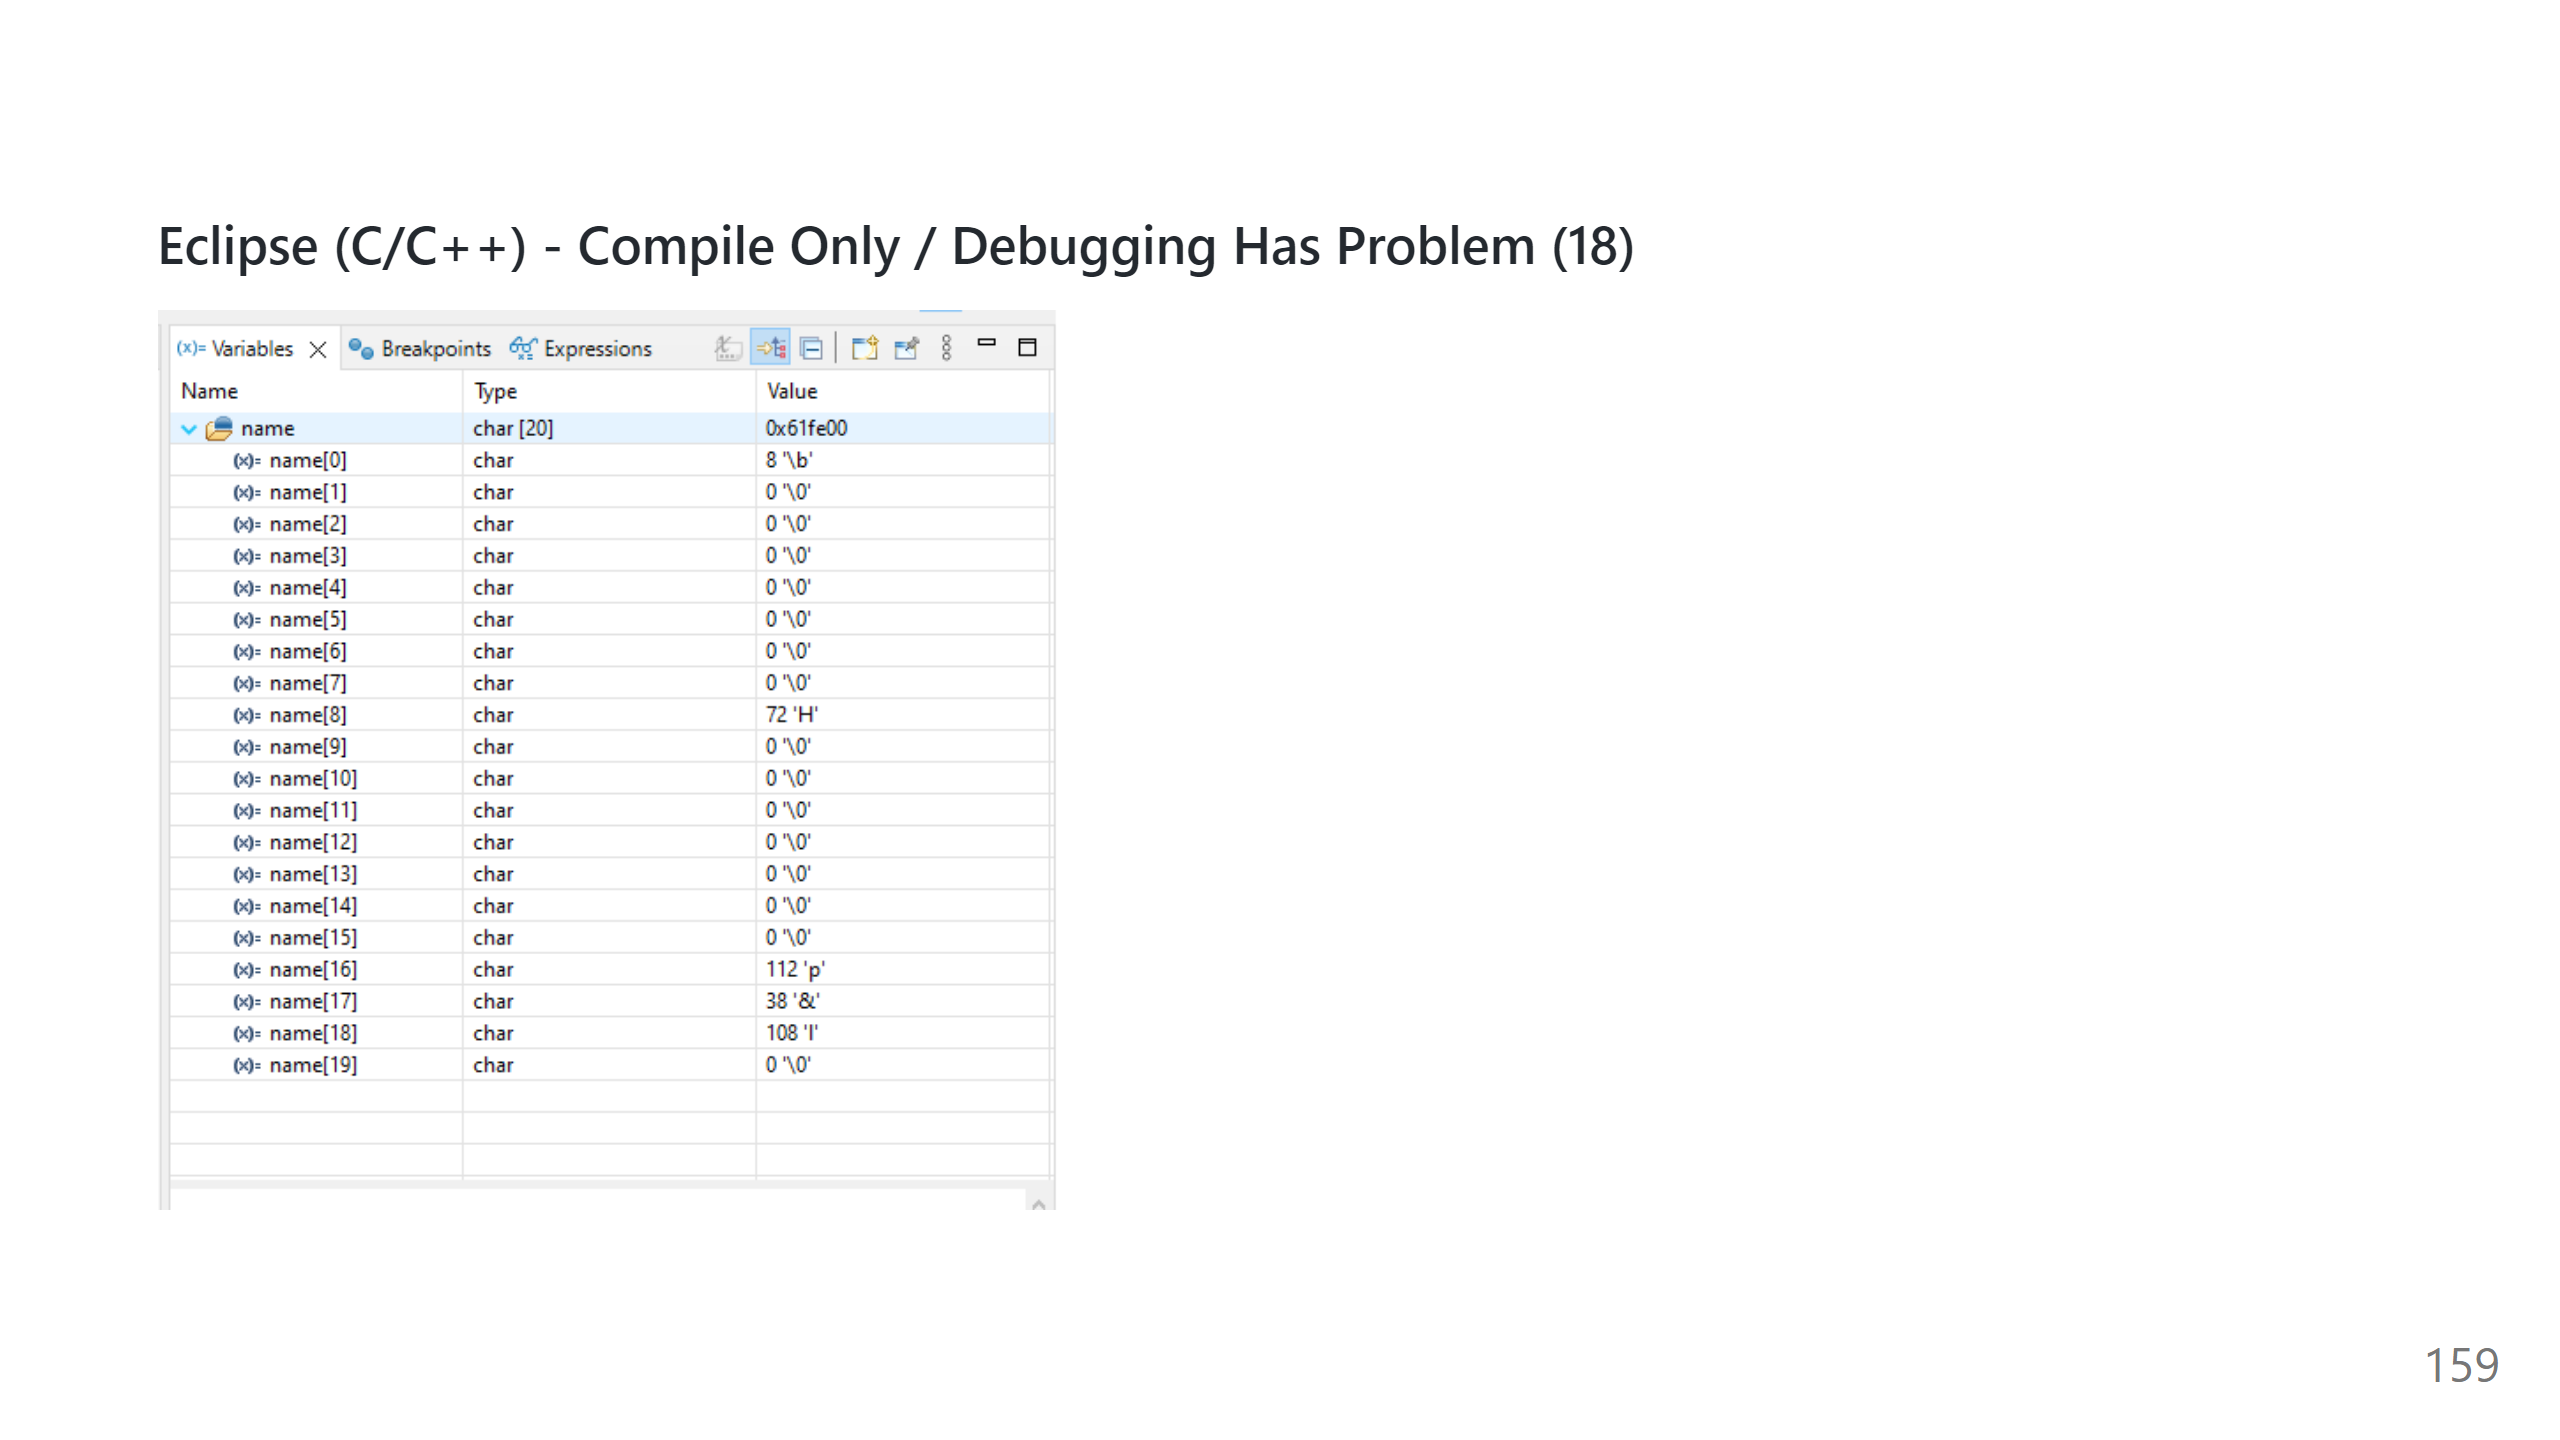 Eclipse (C/C++) - Compile Only / Debugging Has Problem (18)
(x)= Variables Breakpoints Expressions
Name Type Value
name char [20] 0x61fe00
(x)= name[0] char 8 '\b'
(x)= name[1] char 0 '\0'
(x)= name[2] char 0 '\0'
(x)= name[3] char 0 '\0'
(x)= name[4] char 0 '\0'
(x)= name[5] char 0 '\0'
(x)= name[6] char 0 '\0'
(x)= name[7] char 0 '\0'
(x)= name[8] char 72 'H'
(x)= name[9] char 0 '\0'
(x)= name[10] char 0 '\0'
(x)= name[11] char 0 '\0'
(x)= name[12] char 0 '\0'
(x)= name[13] char 0 '\0'
(x)= name[14] char 0 '\0'
(x)= name[15] char 0 '\0'
(x)= name[16] char 112 'p'
(x)= name[17] char 38 '&'
(x)= name[18] char 108 'l'
(x)= name[19] char 0 '\0'
159